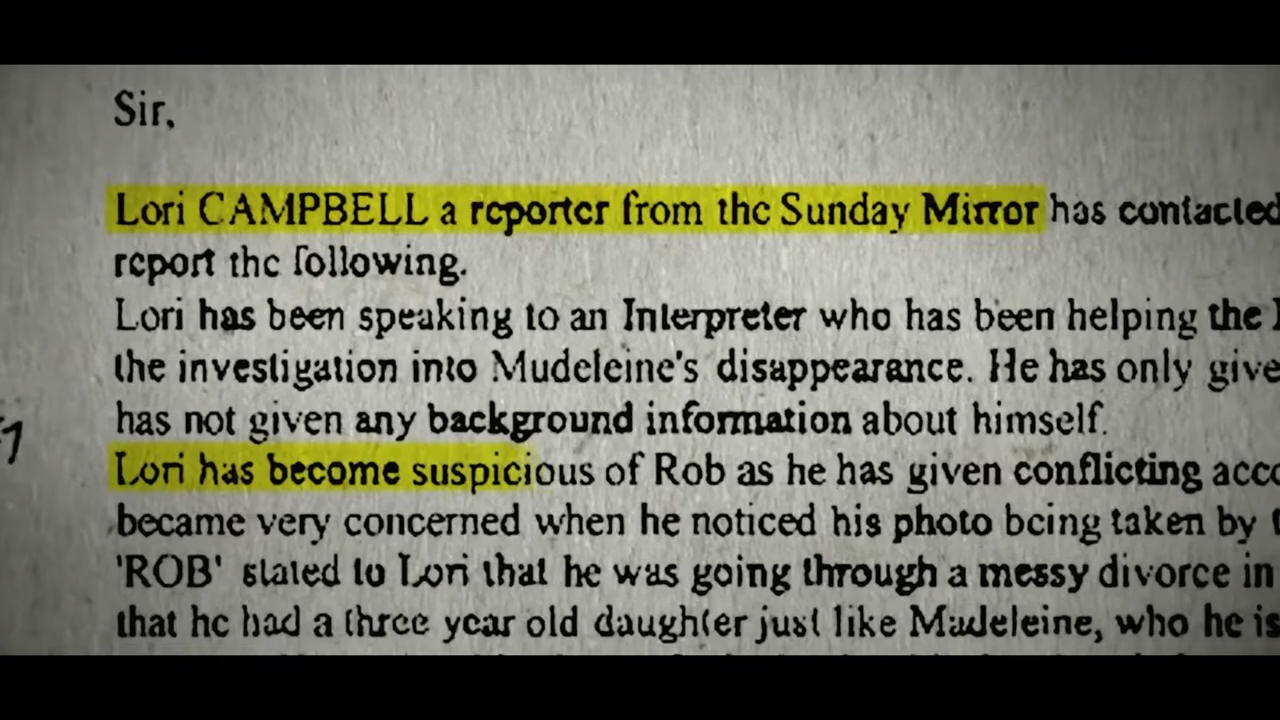 Sir,
Lori CAMPBELL a reporter from the Sunday Mirror has contacted
report the following.
Lori has been speaking to an Interpreter who has been helping the
the investigation into Mudeleine's disappearance. He has only give
has not given any background information about himself.
Lori has become suspicious of Rob as he has given conflicting acco
became very concerned when he noticed his photo being taken by
'ROB' stated to Lori that he was going through a messy divorce in
that he had a three year old daughter just like Madeleine, who he is